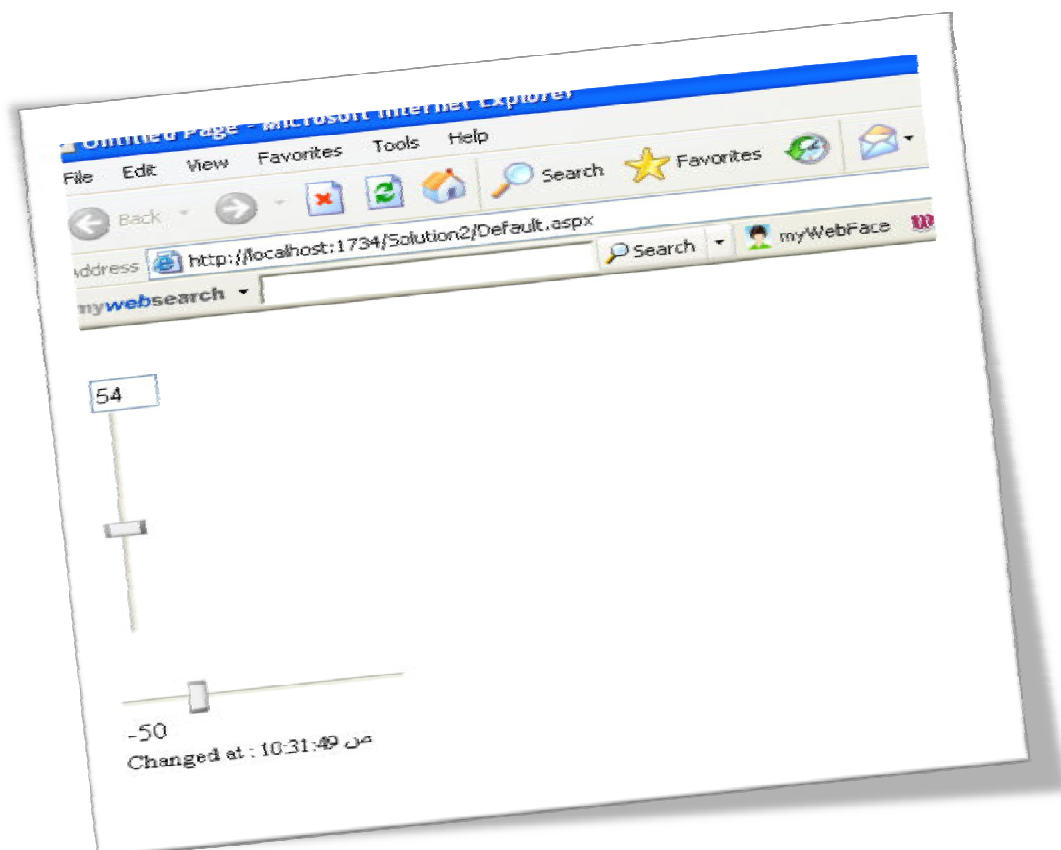 Untitled Page - Microsoft Internet Explorer
File Edit View Favorites Tools Help
Back Search Favorites
Address http://localhost:1734/Solution2/Default.aspx
mywebsearch Search myWebFace
54
-50
Changed at : 10:31:49 ص